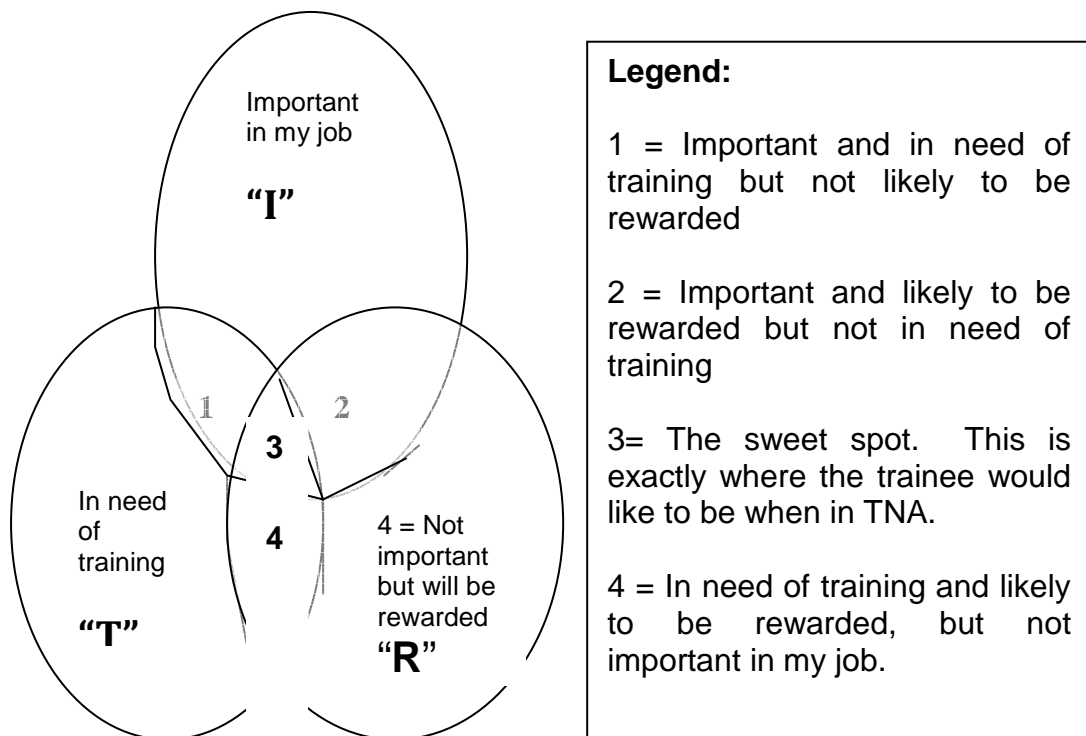 Important
in my job
“I”
1
2
3
4
In need
of
training
“T”
4 = Not
important
but will be
rewarded
“R”
Legend:
1 = Important and in need of
training but not likely to be
rewarded
2 = Important and likely to be
rewarded but not in need of
training
3= The sweet spot. This is
exactly where the trainee would
like to be when in TNA.
4 = In need of training and likely
to be rewarded, but not
important in my job.